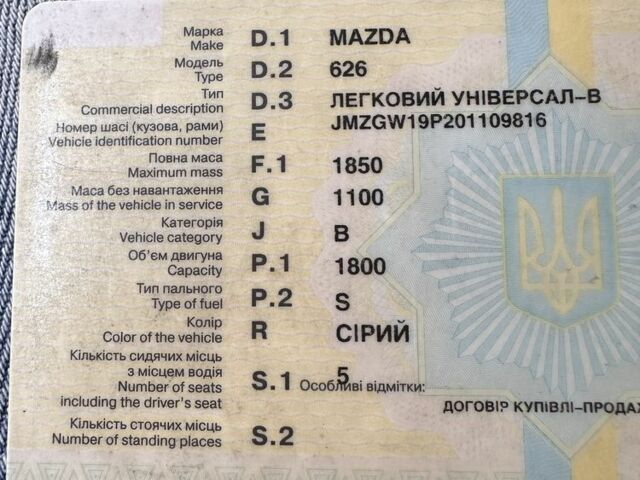 Марка
Make D.1 MAZDA
Модель
Type D.2 626
Тип
Commercial description D.3 ЛЕГКОВИЙ УНІВЕРСАЛ-В
Номер шасі (кузова, рами)
Vehicle identification number E JMZGW19P201109816
Повна маса
Maximum mass F.1 1850
Маса без навантаження
Mass of the vehicle in service G 1100
Категорія
Vehicle category J B
Об'єм двигуна
Capacity P.1 1800
Тип пального
Type of fuel P.2 S
Колір
Color of the vehicle R СІРИЙ
Кількість сидячих місць
з місцем водія
Number of seats S.1 5
including the driver's seat
Особливі відмітки:
ДОГОВІР КУПІВЛІ-ПРОДАЖ
Кількість стоячих місць
Number of standing places S.2